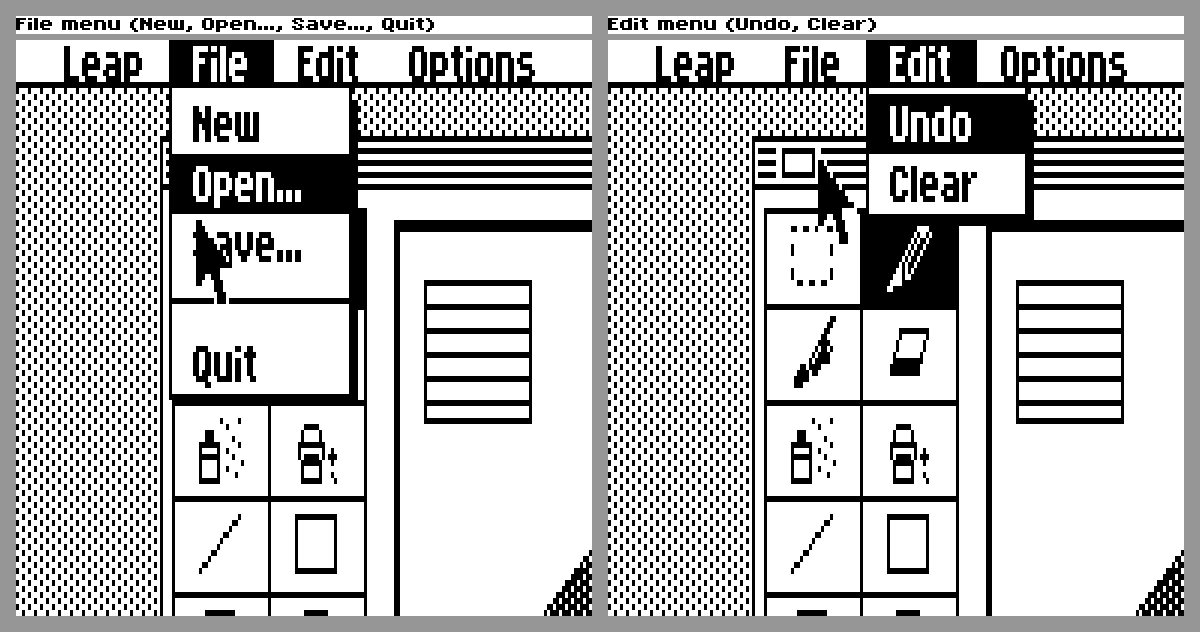 File menu (New, Open..., Save..., Quit)
Leap File Edit Options
New
Open...
ave...
Quit
Edit menu (Undo, Clear)
Leap File Edit Options
Undo
Clear